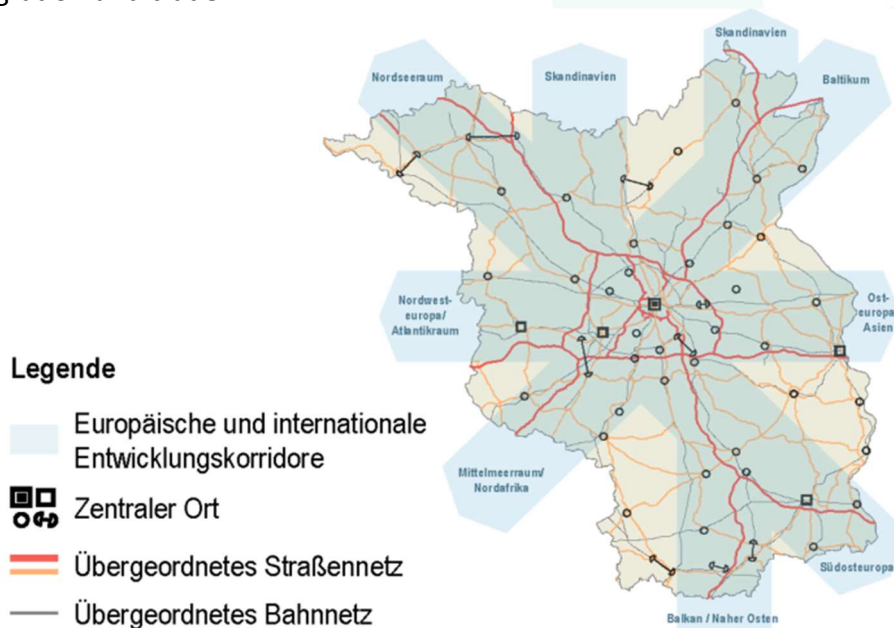 Skandinavien
Nordseeraum
Skandinavien
Baltikum
Nordwest-
europa/
Atlantikraum
Ost-
europa
Asien
Legende
Europäische und internationale
Entwicklungskorridore
Mittelmeerraum/
Nordafrika
Zentraler Ort
Übergeordnetes Straßennetz
Südosteuropa
Übergeordnetes Bahnnetz
Balkan / Naher Osten